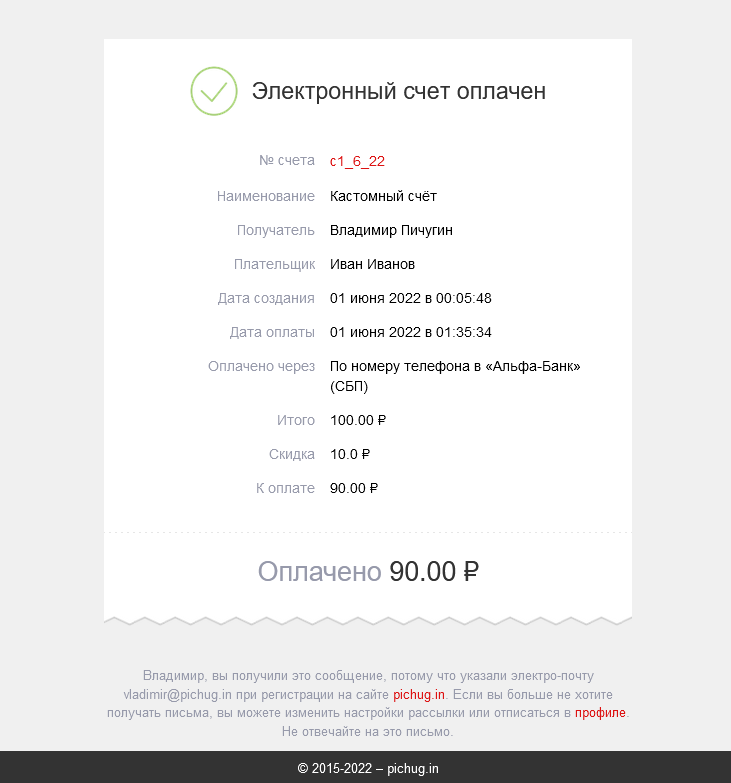 Электронный счет оплачен
№ счета c1_6_22
Наименование Кастомный счёт
Получатель Владимир Пичугин
Плательщик Иван Иванов
Дата создания 01 июня 2022 в 00:05:48
Дата оплаты 01 июня 2022 в 01:35:34
Оплачено через По номеру телефона в «Альфа-Банк»
(СБП)
Итого 100.00 ₽
Скидка 10.0 ₽
К оплате 90.00 ₽
Оплачено 90.00 ₽
Владимир, вы получили это сообщение, потому что указали электро-почту
vladimir@pichug.in при регистрации на сайте pichug.in. Если вы больше не хотите
получать письма, вы можете изменить настройки рассылки или отписаться в профиле.
Не отвечайте на это письмо.
© 2015-2022 – pichug.in